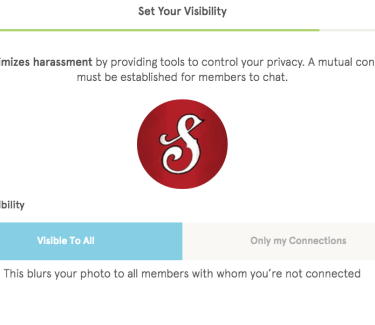 Set Your Visibility
imizes harassment by providing tools to control your privacy. A mutual con
must be established for members to chat.
S
bility
Visible To All
Only my Connections
This blurs your photo to all members with whom you're not connected